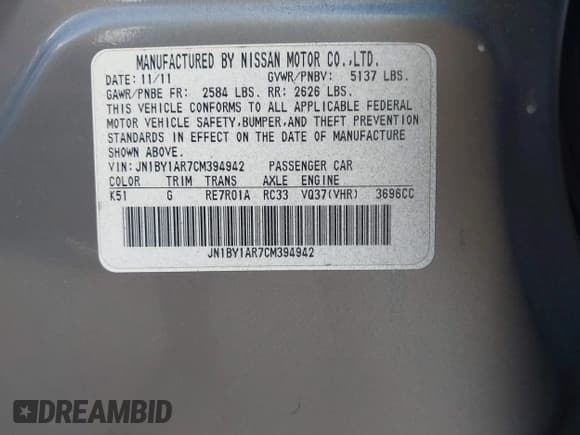 MANUFACTURED BY NISSAN MOTOR CO.,LTD.
DATE: 11/11 GVWR/PNBV: 5137 LBS.
GAWR/PNBE FR: 2584 LBS. RR: 2626 LBS.
THIS VEHICLE CONFORMS TO ALL APPLICABLE FEDERAL
MOTOR VEHICLE SAFETY,BUMPER,AND THEFT PREVENTION
STANDARDS IN EFFECT ON THE DATE OF MANUFACTURE
SHOWN ABOVE.
VIN:JN1BY1AR7CM394942 PASSENGER CAR
COLOR TRIM TRANS AXLE ENGINE
K51 G RE7R01A RC33 VQ37(VHR) 3696CC
JN1BY1AR7CM394942
DREAMBID